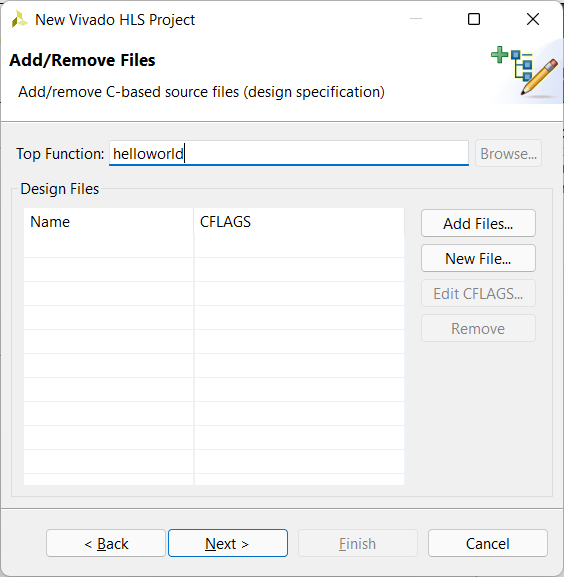 New Vivado HLS Project
Add/Remove Files
Add/remove C-based source files (design specification)
Top Function: helloworld Browse...
Design Files
Name CFLAGS
Add Files...
New File...
Edit CFLAGS...
Remove
< Back Next > Finish Cancel